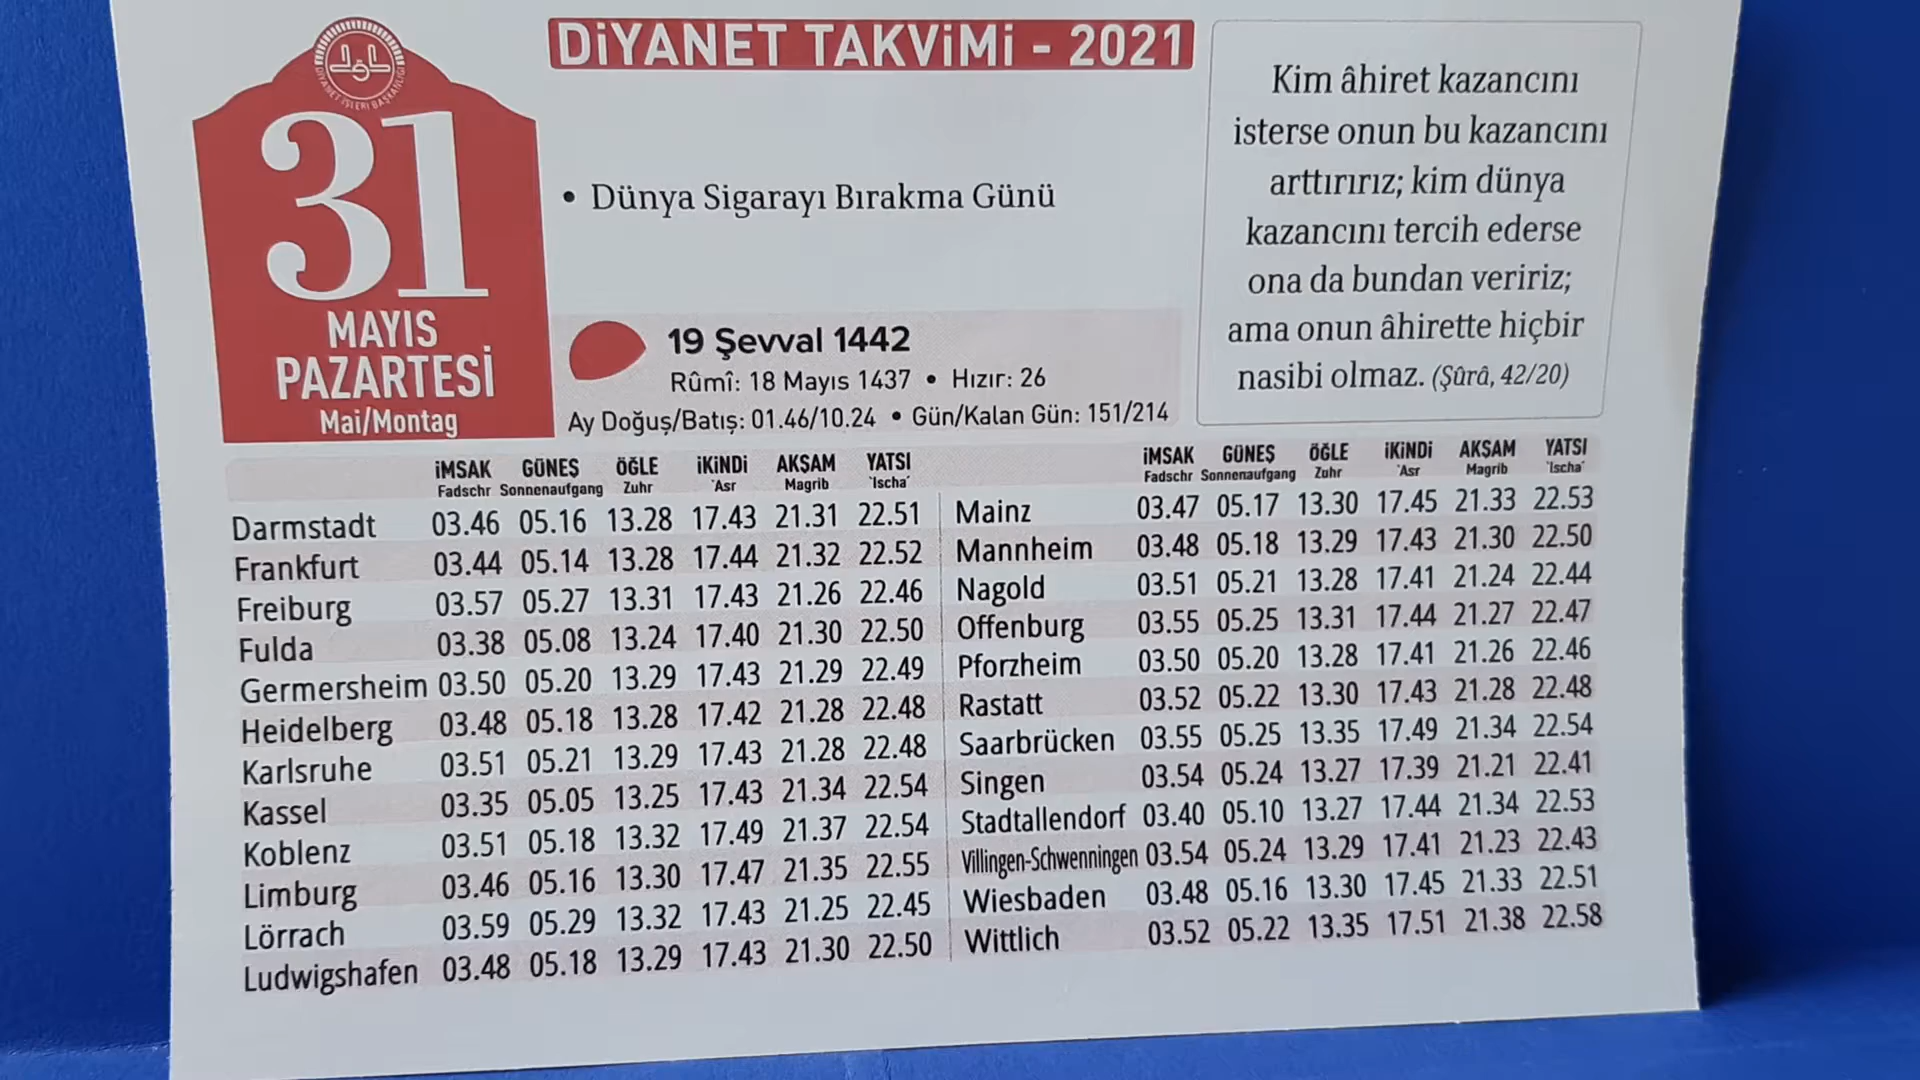 DİYANET İŞLERİ BAŞKANLIĞI
31
MAYIS
PAZARTESİ
Mai/Montag
DİYANET TAKVİMİ - 2021
• Dünya Sigarayı Bırakma Günü
19 Şevval 1442
Rûmî: 18 Mayıs 1437 • Hızır: 26
Ay Doğuş/Batış: 01.46/10.24 • Gün/Kalan Gün: 151/214
Kim âhiret kazancını
isterse onun bu kazancını
arttırırız; kim dünya
kazancını tercih ederse
ona da bundan veririz;
ama onun âhirette hiçbir
nasibi olmaz. (Şûrâ, 42/20)
İMSAK GÜNEŞ ÖĞLE İKİNDİ AKŞAM YATSI
Fadschr Sonnenaufgang Zuhr 'Asr Magrib 'Ischa'
Darmstadt 03.46 05.16 13.28 17.43 21.31 22.51
Frankfurt 03.44 05.14 13.28 17.44 21.32 22.52
Freiburg 03.57 05.27 13.31 17.43 21.26 22.46
Fulda 03.38 05.08 13.24 17.40 21.30 22.50
Germersheim 03.50 05.20 13.29 17.43 21.29 22.49
Heidelberg 03.48 05.18 13.28 17.42 21.28 22.48
Karlsruhe 03.51 05.21 13.29 17.43 21.28 22.48
Kassel 03.35 05.05 13.25 17.43 21.34 22.54
Koblenz 03.51 05.18 13.32 17.49 21.37 22.54
Limburg 03.46 05.16 13.30 17.47 21.35 22.55
Lörrach 03.59 05.29 13.32 17.43 21.25 22.45
Ludwigshafen 03.48 05.18 13.29 17.43 21.30 22.50
İMSAK GÜNEŞ ÖĞLE İKİNDİ AKŞAM YATSI
Fadschr Sonnenaufgang Zuhr 'Asr Magrib 'Ischa'
Mainz 03.47 05.17 13.30 17.45 21.33 22.53
Mannheim 03.48 05.18 13.29 17.43 21.30 22.50
Nagold 03.51 05.21 13.28 17.41 21.24 22.44
Offenburg 03.55 05.25 13.31 17.44 21.27 22.47
Pforzheim 03.50 05.20 13.28 17.41 21.26 22.46
Rastatt 03.52 05.22 13.30 17.43 21.28 22.48
Saarbrücken 03.55 05.25 13.35 17.49 21.34 22.54
Singen 03.54 05.24 13.27 17.39 21.21 22.41
Stadtallendorf 03.40 05.10 13.27 17.44 21.34 22.53
Villingen-Schwenningen 03.54 05.24 13.29 17.41 21.23 22.43
Wiesbaden 03.48 05.16 13.30 17.45 21.33 22.51
Wittlich 03.52 05.22 13.35 17.51 21.38 22.58